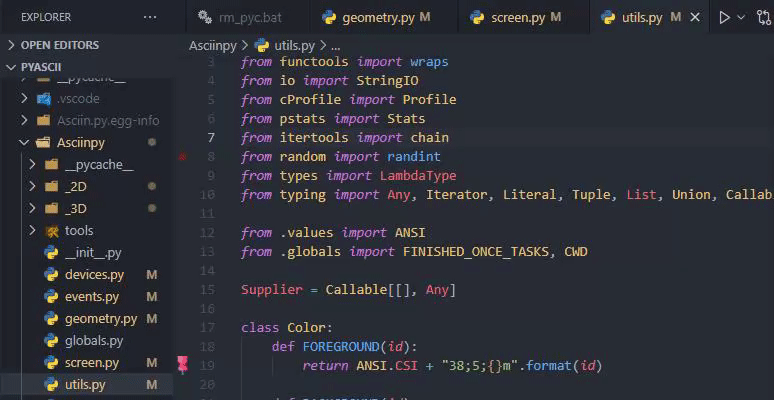 EXPLORER
OPEN EDITORS
PYASCII
__pycache__
.vscode
Asciin.py.egg-info
Asciinpy
__pycache__
_2D
_3D
tools
__init__.py
devices.py M
events.py M
geometry.py M
globals.py
screen.py M
utils.py M
rm_pyc.bat geometry.py M screen.py M utils.py M
Asciinpy > utils.py > ...
3 from functools import wraps
4 from io import StringIO
5 from cProfile import Profile
6 from pstats import Stats
7 from itertools import chain
8 from random import randint
9 from types import LambdaType
10 from typing import Any, Iterator, Literal, Tuple, List, Union, Callab
11
12 from .values import ANSI
13 from .globals import FINISHED_ONCE_TASKS, CWD
14
15 Supplier = Callable[[], Any]
16
17 class Color:
18 def FOREGROUND(id):
19 return ANSI.CSI + "38;5;{}m".format(id)
20